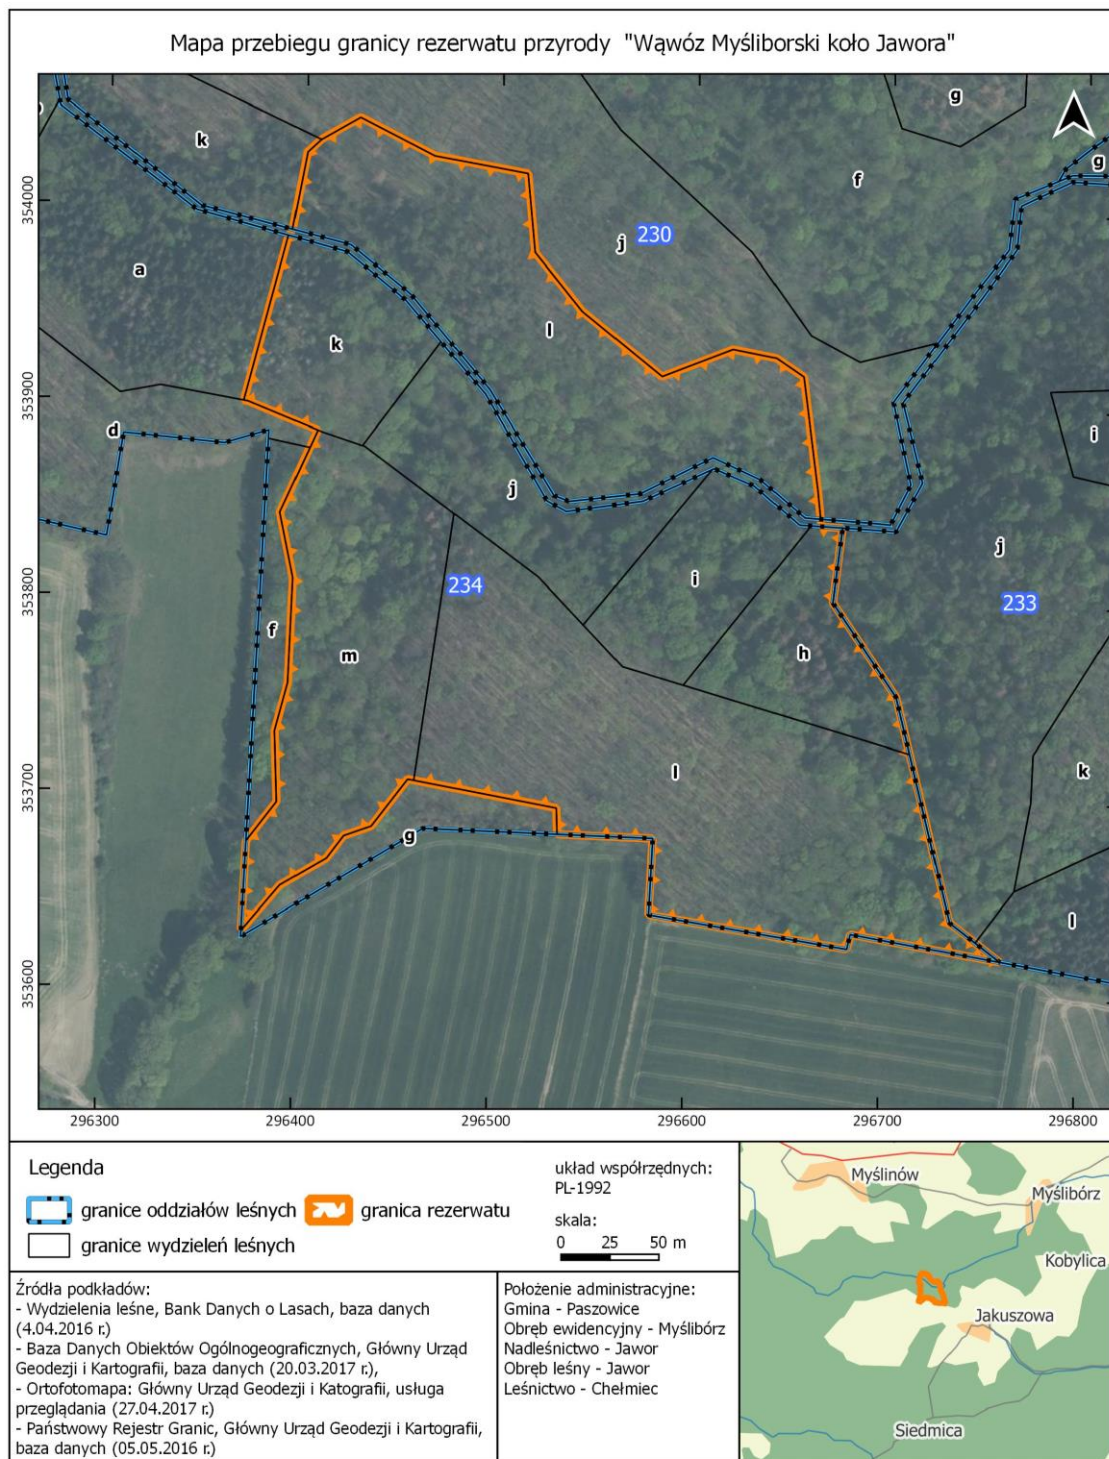 Mapa przebiegu granicy rezerwatu przyrody "Wąwóz Myśliborski koło Jawora"
g
k
f
g
354000
j
230
a
l
k
353900
d
i
j
j
234
i
233
353800
f
m
h
l
k
353700
g
l
353600
296300
296400
296500
296600
296700
296800
Legenda
granice oddziałów leśnych
granica rezerwatu
granice wydzieleń leśnych
układ współrzędnych:
PL-1992
skala:
0 25 50 m
Źródła podkładów:
- Wydzielenia leśne, Bank Danych o Lasach, baza danych
(4.04.2016 r.)
- Baza Danych Obiektów Ogólnogeograficznych, Główny Urząd
Geodezji i Kartografii, baza danych (20.03.2017 r.),
- Ortofotomapa: Główny Urząd Geodezji i Katografii, usługa
przeglądania (27.04.2017 r.)
- Państwowy Rejestr Granic, Główny Urząd Geodezji i Kartografii,
baza danych (05.05.2016 r.)
Położenie administracyjne:
Gmina - Paszowice
Obręb ewidencyjny - Myślibórz
Nadleśnictwo - Jawor
Obręb leśny - Jawor
Leśnictwo - Chełmiec
Myślinów
Myślibórz
Kobylica
Jakuszowa
Siedmica